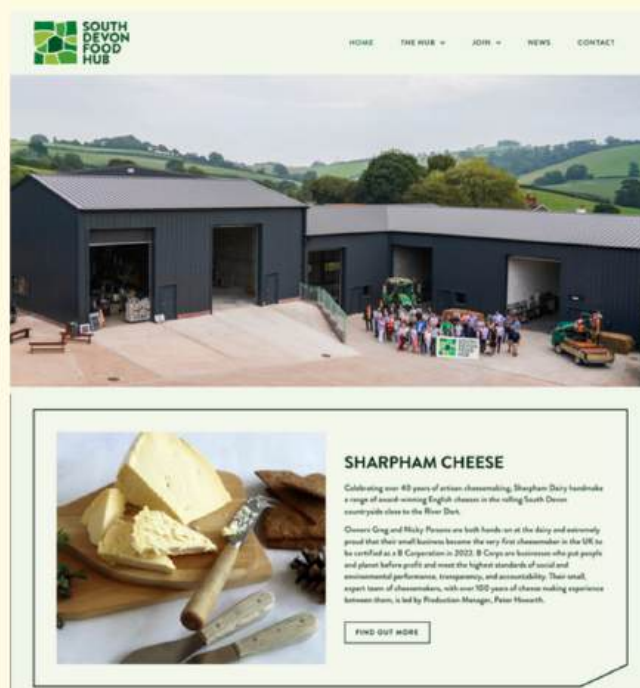 SOUTH
DEVON
FOOD
HUB
HOME THE HUB JOIN NEWS CONTACT
SOUTH
DEVON
FOOD
HUB
SHARPHAM CHEESE
Celebrating over 40 years of artisan cheesemaking, Sharpham Dairy handmake
a range of award-winning English cheeses in the rolling South Devon
countryside close to the River Dart.
Owners Greg and Nicky Parsons are both hands on at the dairy and extremely
proud that their small business became the very first cheesemaker in the UK to
be certified as a B Corporation in 2022. B Corps are businesses who put people
and planet before profit and meet the highest standards of social and
environmental performance, transparency, and accountability. Their small,
expert team of cheesemakers, with over 100 years of cheese making experience
between them, is led by Production Manager, Peter Howarth.
FIND OUT MORE